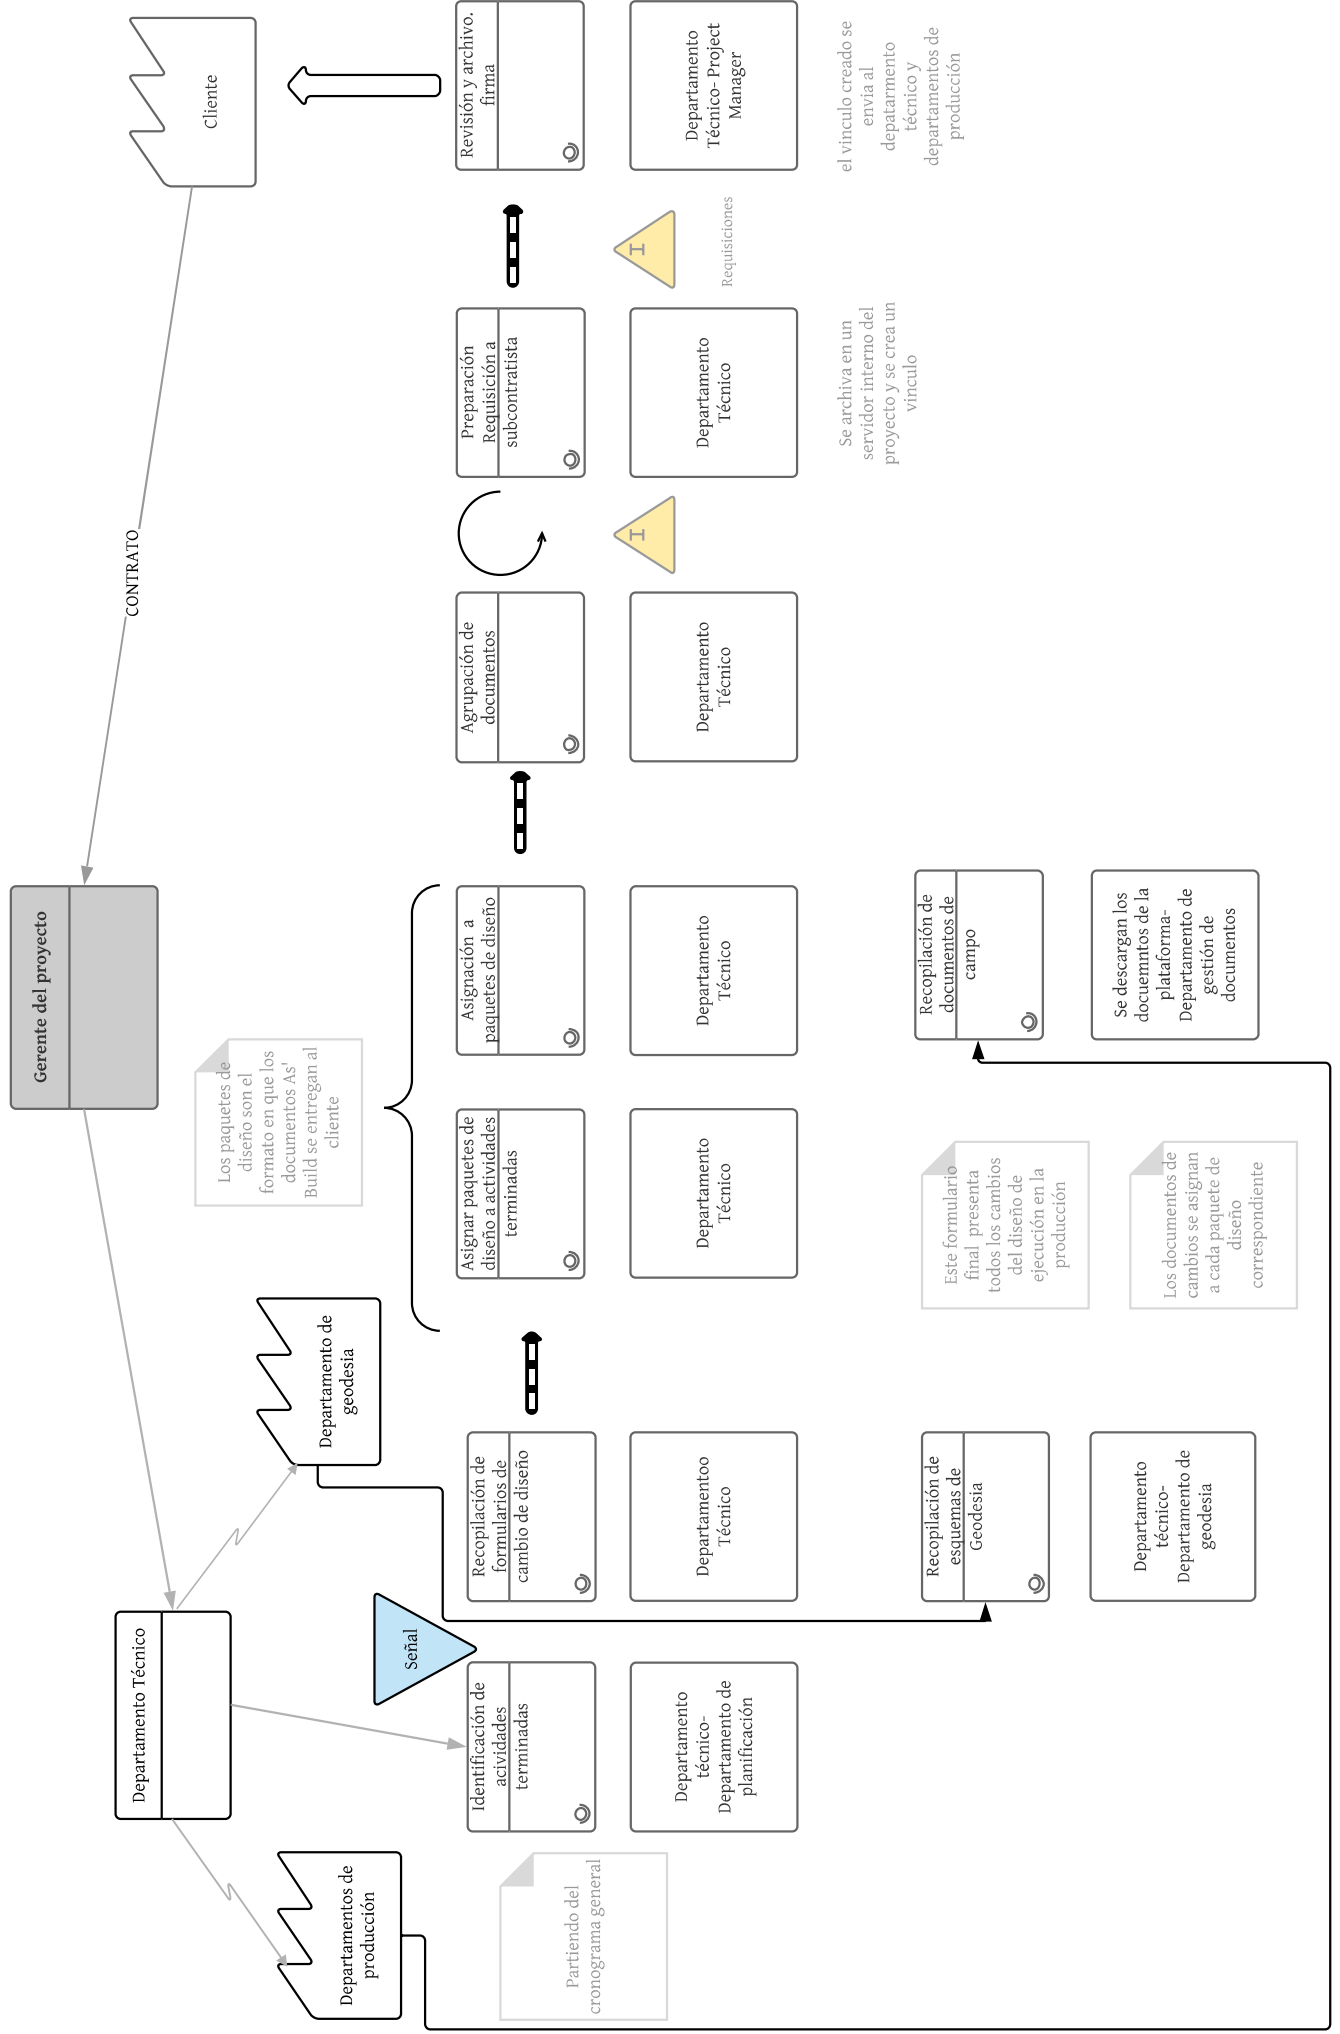 Gerente del proyecto
CONTRATO
Cliente
Departamento Técnico
Los paquetes de
diseño son el
formato en que los
documentos As'
Build se entregan al
cliente
Departamentos de
producción
Departamento de
geodesia
Señal
Identificación de
acividades
terminadas
Recopilación de
formularios de
cambio de diseño
Asignar paquetes de
diseño a actividades
terminadas
Asignación a
paquetes de diseño
Agrupación de
documentos
Preparación
Requisición a
subcontratista
Revisión y archivo.
firma
Partiendo del
cronograma general
Departamento
técnico-
Departamento de
planificación
Departamentoo
Técnico
Departamento
Técnico
Departamento
Técnico
Departamento
Técnico
I
Departamento
Técnico
I
Requisiciones
Departamento
Técnico- Project
Manager
Se archiva en un
servidor interno del
proyecto y se crea un
vinculo
el vinculo creado se
envia al
depatarmento
técnico y
departamentos de
producción
Recopilación de
esquemas de
Geodesia
Este formulario
final presenta
todos los cambios
del diseño de
ejecución en la
producción
Recopilación de
documentos de
campo
Departamento
técnico-
Departamento de
geodesia
Los documentos de
cambios se asignan
a cada paquete de
diseño
correspondiente
Se descargan los
docuemntos de la
plataforma-
Departamento de
gestión de
documentos